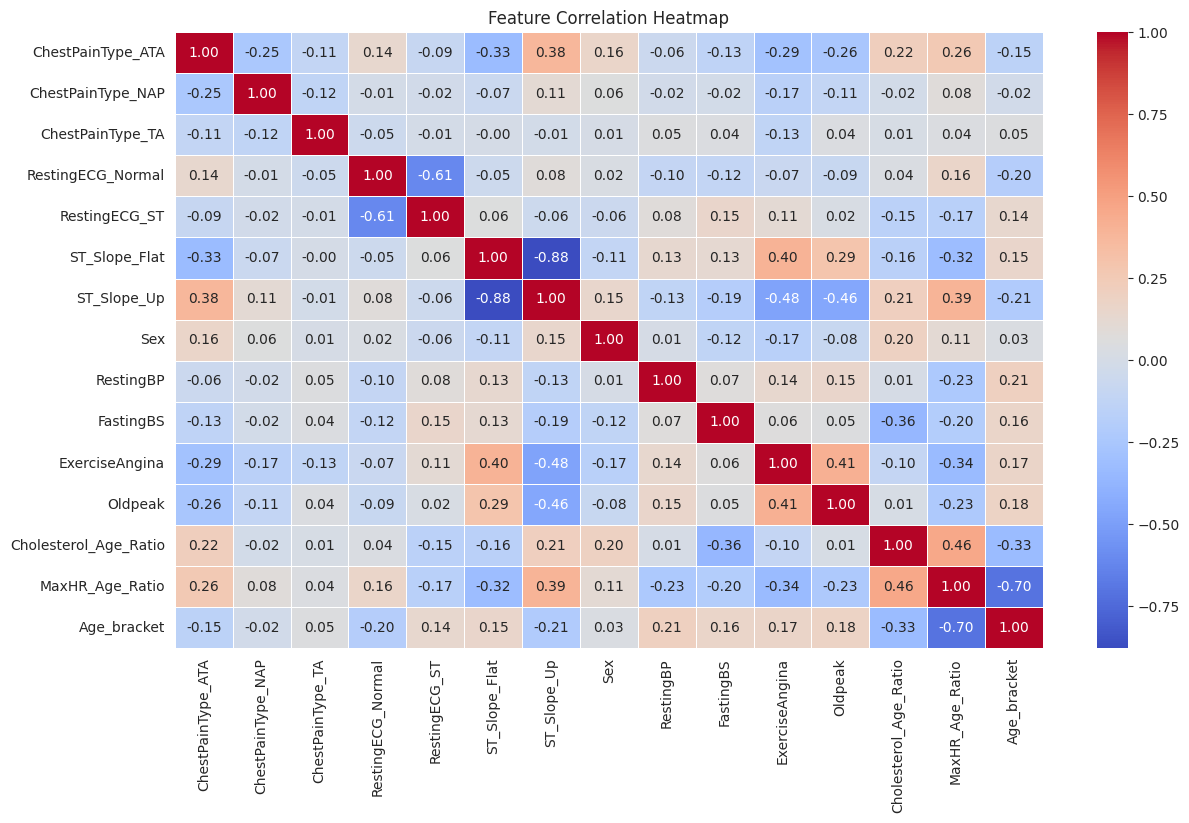 Feature Correlation Heatmap
ChestPainType_ATA 1.00 -0.25 -0.11 0.14 -0.09 -0.33 0.38 0.16 -0.06 -0.13 -0.29 -0.26 0.22 0.26 -0.15
ChestPainType_NAP -0.25 1.00 -0.12 -0.01 -0.02 -0.07 0.11 0.06 -0.02 -0.02 -0.17 -0.11 -0.02 0.08 -0.02
ChestPainType_TA -0.11 -0.12 1.00 -0.05 -0.01 -0.00 -0.01 0.01 0.05 0.04 -0.13 0.04 0.01 0.04 0.05
RestingECG_Normal 0.14 -0.01 -0.05 1.00 -0.61 -0.05 0.08 0.02 -0.10 -0.12 -0.07 -0.09 0.04 0.16 -0.20
RestingECG_ST -0.09 -0.02 -0.01 -0.61 1.00 0.06 -0.06 -0.06 0.08 0.15 0.11 0.02 -0.15 -0.17 0.14
ST_Slope_Flat -0.33 -0.07 -0.00 -0.05 0.06 1.00 -0.88 -0.11 0.13 0.13 0.40 0.29 -0.16 -0.32 0.15
ST_Slope_Up 0.38 0.11 -0.01 0.08 -0.06 -0.88 1.00 0.15 -0.13 -0.19 -0.48 -0.46 0.21 0.39 -0.21
Sex 0.16 0.06 0.01 0.02 -0.06 -0.11 0.15 1.00 0.01 -0.12 -0.17 -0.08 0.20 0.11 0.03
RestingBP -0.06 -0.02 0.05 -0.10 0.08 0.13 -0.13 0.01 1.00 0.07 0.14 0.15 0.01 -0.23 0.21
FastingBS -0.13 -0.02 0.04 -0.12 0.15 0.13 -0.19 -0.12 0.07 1.00 0.06 0.05 -0.36 -0.20 0.16
ExerciseAngina -0.29 -0.17 -0.13 -0.07 0.11 0.40 -0.48 -0.17 0.14 0.06 1.00 0.41 -0.10 -0.34 0.17
Oldpeak -0.26 -0.11 0.04 -0.09 0.02 0.29 -0.46 -0.08 0.15 0.05 0.41 1.00 0.01 -0.23 0.18
Cholesterol_Age_Ratio 0.22 -0.02 0.01 0.04 -0.15 -0.16 0.21 0.20 0.01 -0.36 -0.10 0.01 1.00 0.46 -0.33
MaxHR_Age_Ratio 0.26 0.08 0.04 0.16 -0.17 -0.32 0.39 0.11 -0.23 -0.20 -0.34 -0.23 0.46 1.00 -0.70
Age_bracket -0.15 -0.02 0.05 -0.20 0.14 0.15 -0.21 0.03 0.21 0.16 0.17 0.18 -0.33 -0.70 1.00
ChestPainType_ATA
ChestPainType_NAP
ChestPainType_TA
RestingECG_Normal
RestingECG_ST
ST_Slope_Flat
ST_Slope_Up
Sex
RestingBP
FastingBS
ExerciseAngina
Oldpeak
Cholesterol_Age_Ratio
MaxHR_Age_Ratio
Age_bracket
1.00
0.75
0.50
0.25
0.00
−0.25
−0.50
−0.75